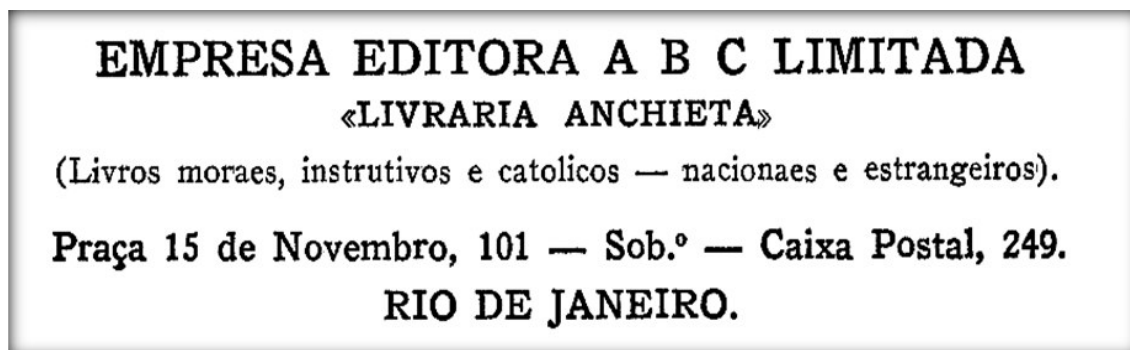 EMPRESA EDITORA A B C LIMITADA
«LIVRARIA ANCHIETA»
(Livros moraes, instrutivos e catolicos — nacionaes e estrangeiros).
Praça 15 de Novembro, 101 — Sob.º — Caixa Postal, 249.
RIO DE JANEIRO.